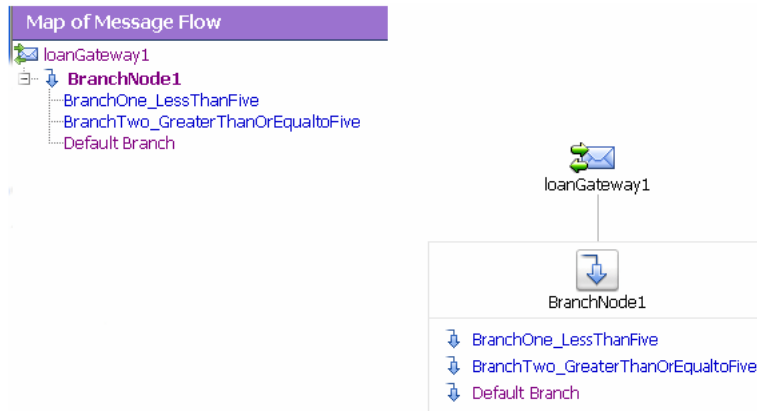 Map of Message Flow
loanGateway1
BranchNode1
BranchOne_LessThanFive
BranchTwo_GreaterThanOrEqualtoFive
Default Branch
loanGateway1
BranchNode1
BranchOne_LessThanFive
BranchTwo_GreaterThanOrEqualtoFive
Default Branch